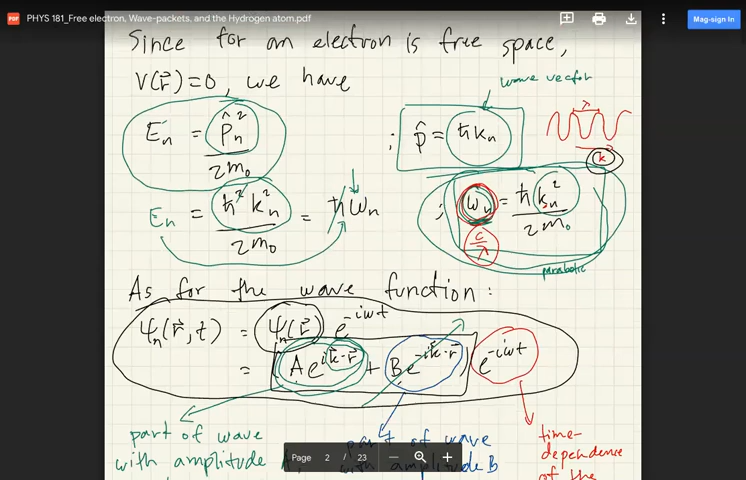 PDF PHYS 181_Free electron, Wave-packets, and the Hydrogen atom.pdf
Mag-sign In
Since for an electron is free space,
V(r⃗)=0, we have
wave vector
Eₙ = p̂ₙ² / 2m₀ ; p̂ = ħkₙ
λ
k
Eₙ = ħ²kₙ² / 2m₀ = ħωₙ ; ωₙ = ħkₙ² / 2m₀
c/λ
parabolic
As for the wave function:
ψₙ(r⃗,t) = ψₙ(r⃗) e^(-iωt)
= (A e^(ik⃗·r⃗) + B e^(-ik⃗·r⃗)) e^(-iωt)
part of wave part of wave time-
with amplitude A, with amplitude B dependence
of the
Page 2 / 23